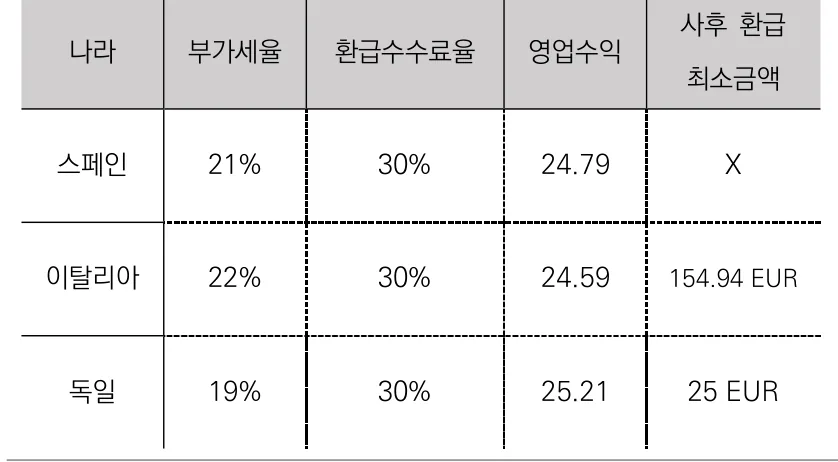 나라 부가세율 환급수수료율 영업수익 사후 환급
최소금액
스페인 21% 30% 24.79 X
이탈리아 22% 30% 24.59 154.94 EUR
독일 19% 30% 25.21 25 EUR